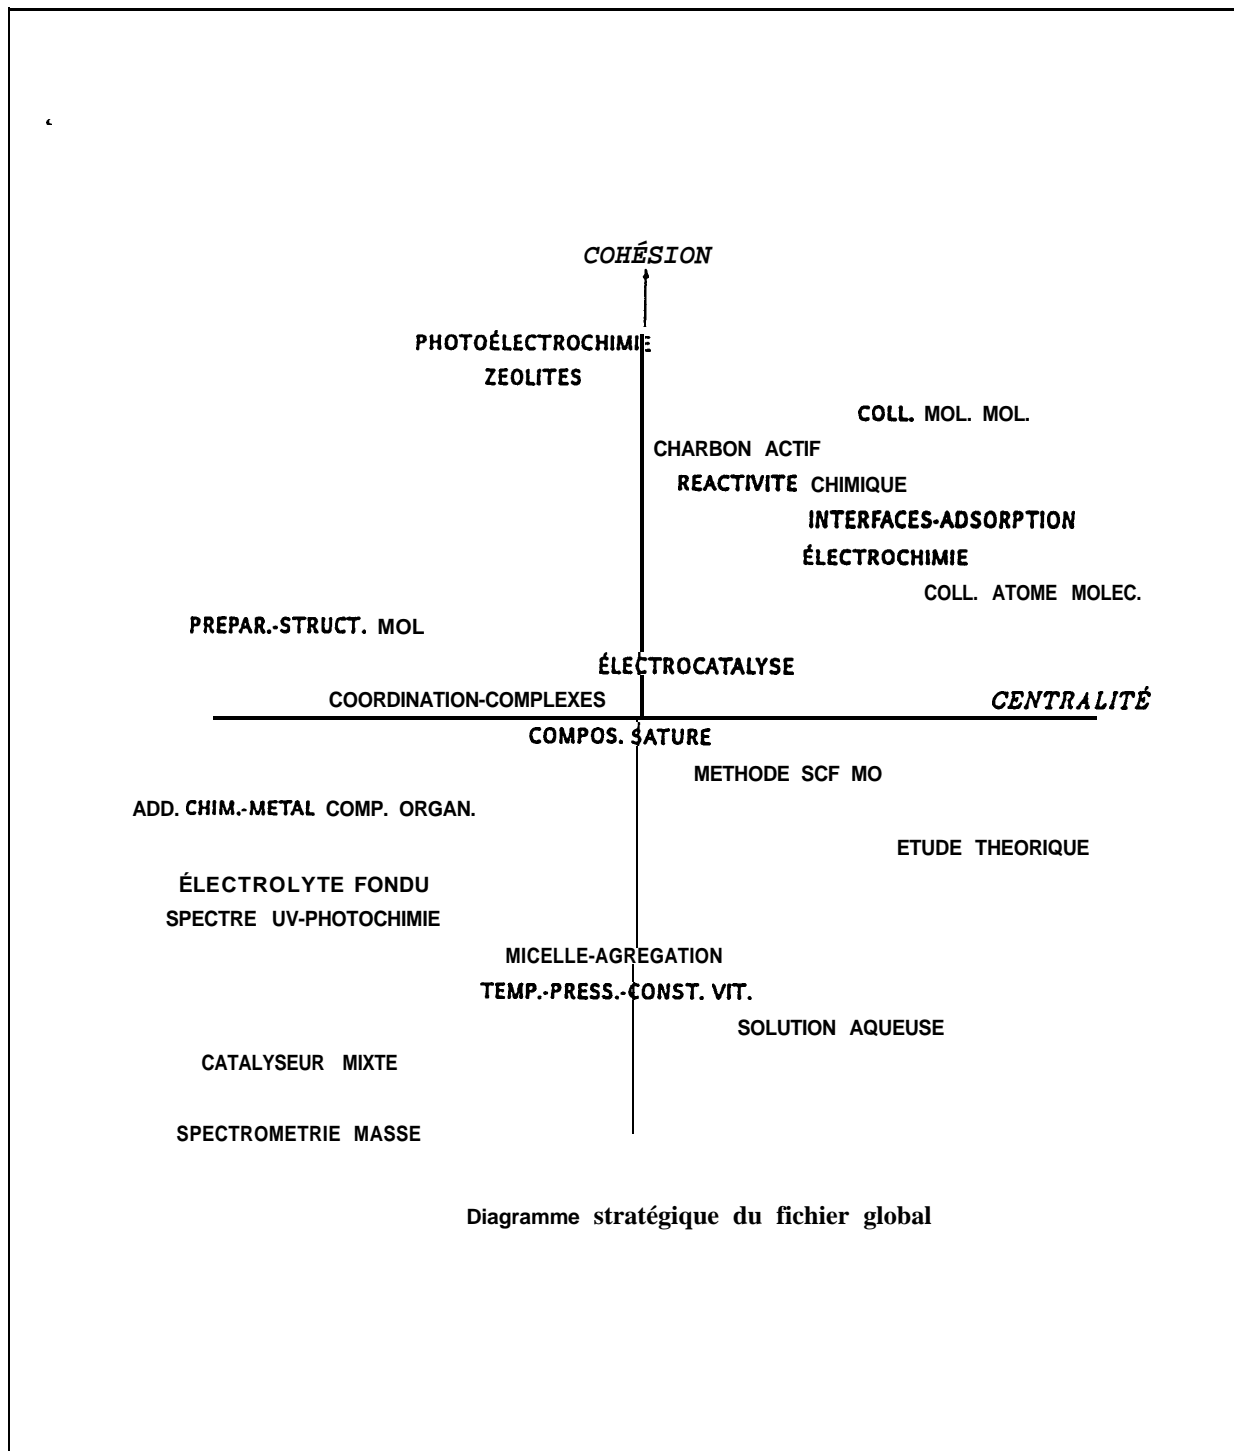 COHÉSION
PHOTOÉLECTROCHIMIE
ZEOLITES
COLL. MOL. MOL.
CHARBON ACTIF
REACTIVITE CHIMIQUE
INTERFACES-ADSORPTION
ÉLECTROCHIMIE
COLL. ATOME MOLEC.
PREPAR.-STRUCT. MOL
ÉLECTROCATALYSE
COORDINATION-COMPLEXES
CENTRALITÉ
COMPOS. SATURE
METHODE SCF MO
ADD. CHIM.-METAL COMP. ORGAN.
ETUDE THEORIQUE
ÉLECTROLYTE FONDU
SPECTRE UV-PHOTOCHIMIE
MICELLE-AGREGATION
TEMP.-PRESS.-CONST. VIT.
SOLUTION AQUEUSE
CATALYSEUR MIXTE
SPECTROMETRIE MASSE
Diagramme stratégique du fichier global